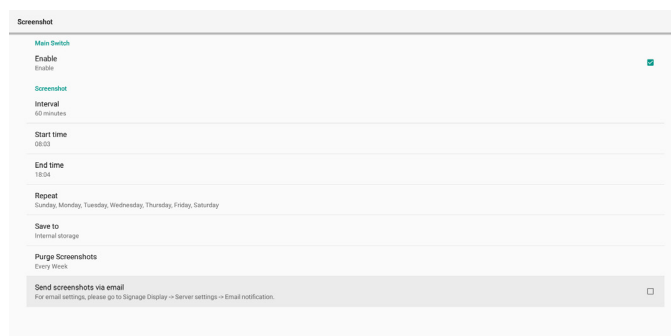 Screenshot
Main Switch
Enable
Enable
Screenshot
Interval
60 minutes
Start time
08:03
End time
18:04
Repeat
Sunday, Monday, Tuesday, Wednesday, Thursday, Friday, Saturday
Save to
Internal storage
Purge Screenshots
Every Week
Send screenshots via email
For email settings, please go to Signage Display -> Server settings -> Email notification.